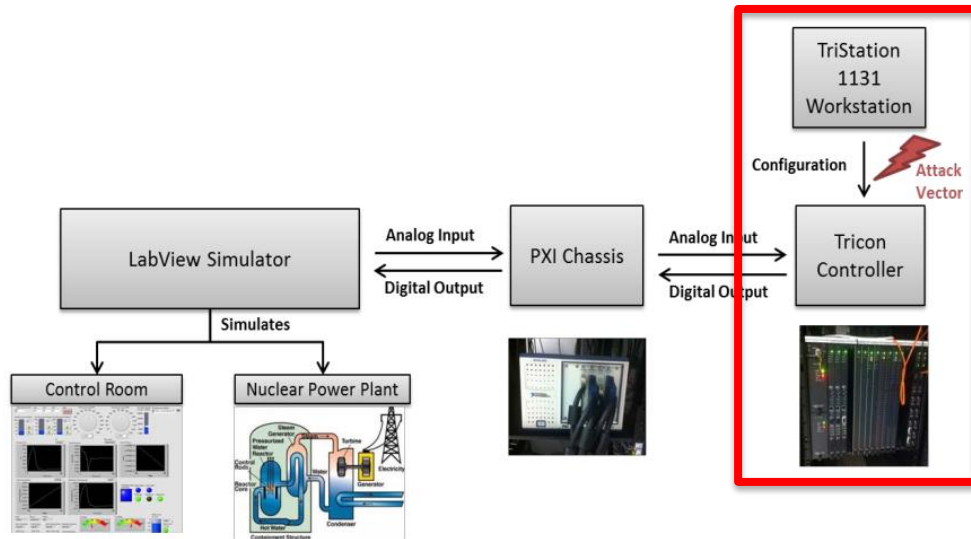 TriStation
1131
Workstation
Configuration
Attack
Vector
LabView Simulator
Analog Input
Digital Output
PXI Chassis
Analog Input
Digital Output
Tricon
Controller
Simulates
Control Room
Nuclear Power Plant
Steam
Generator
Pressurized
Water
Reactor
Control
Rods
Reactor
Core
Turbine
Water
Electricity
Generator
Hot Water
Condenser
Containment Structure